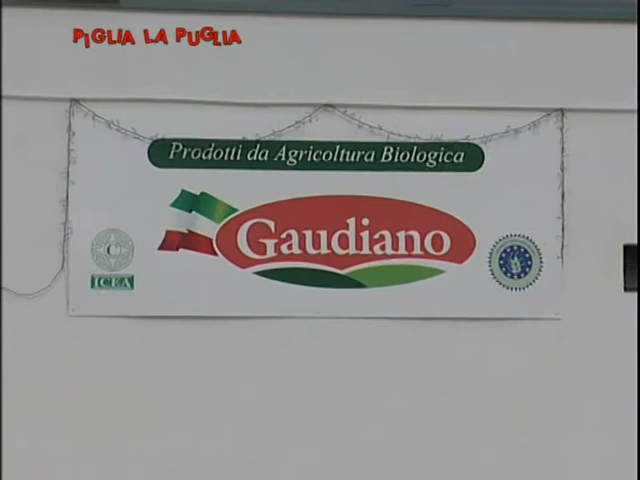 PIGLIA LA PUGLIA
Prodotti da Agricoltura Biologica
Gaudiano
C
ICEA